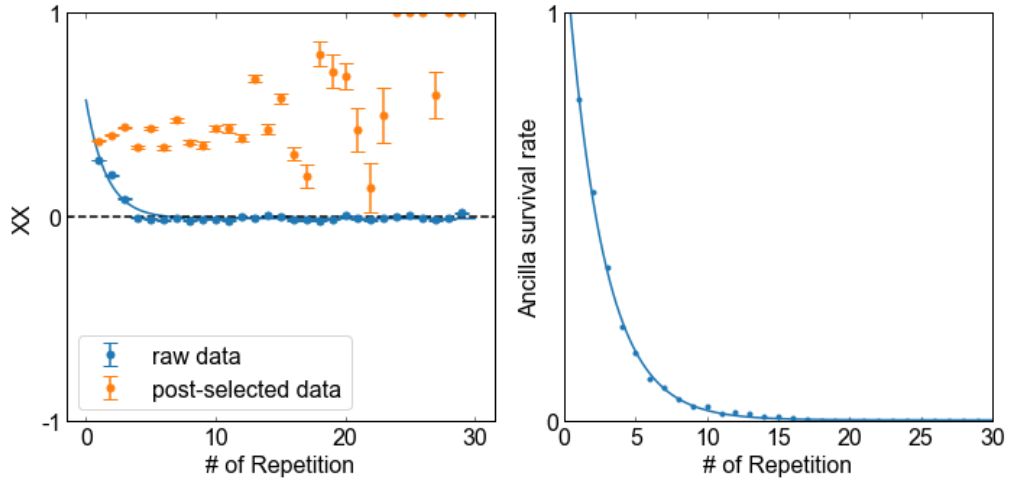 1
0
-1
XX
0
10
20
30
# of Repetition
raw data
post-selected data
1
0
Ancilla survival rate
0
5
10
15
20
25
30
# of Repetition